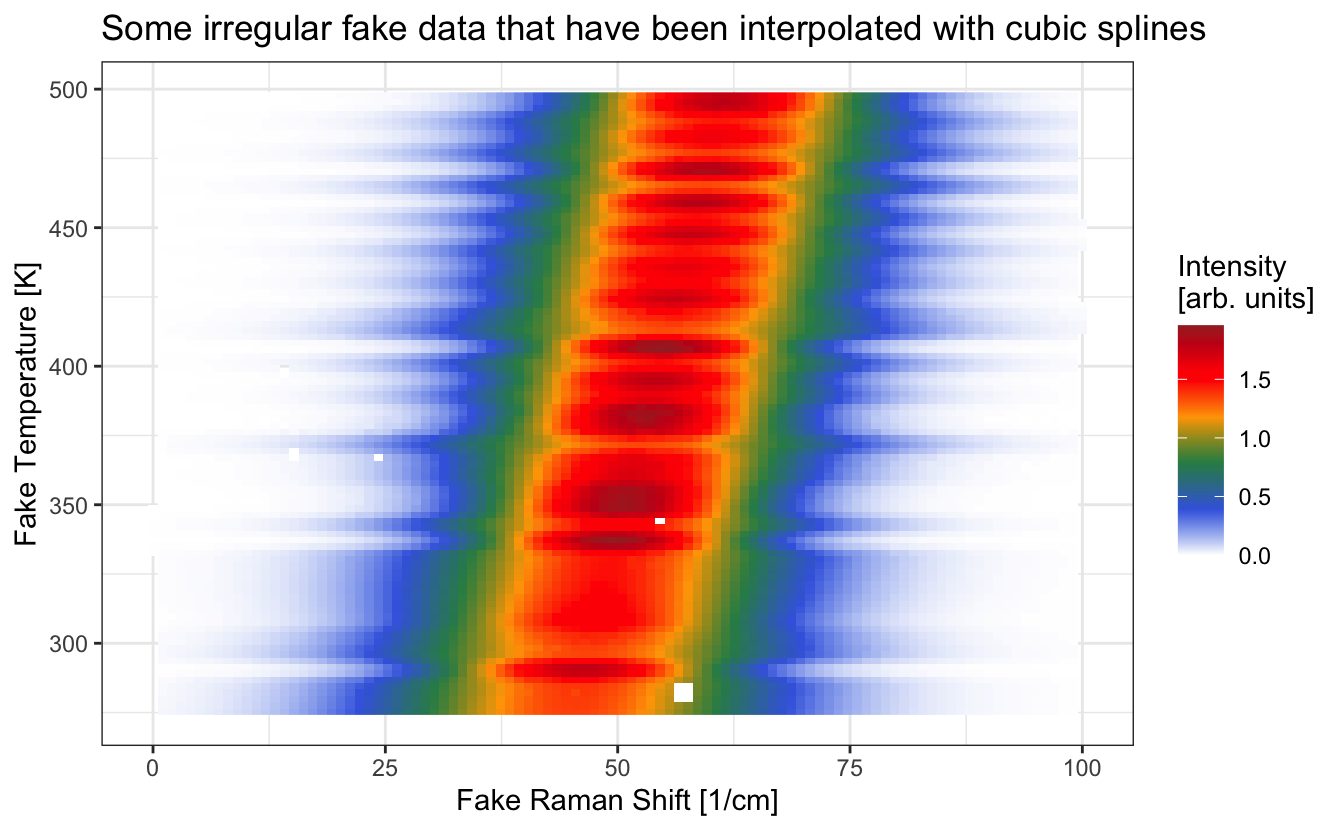 Some irregular fake data that have been interpolated with cubic splines
500
450
400
350
300
Fake Temperature [K]
0 25 50 75 100
Fake Raman Shift [1/cm]
Intensity
[arb. units]
1.5
1.0
0.5
0.0